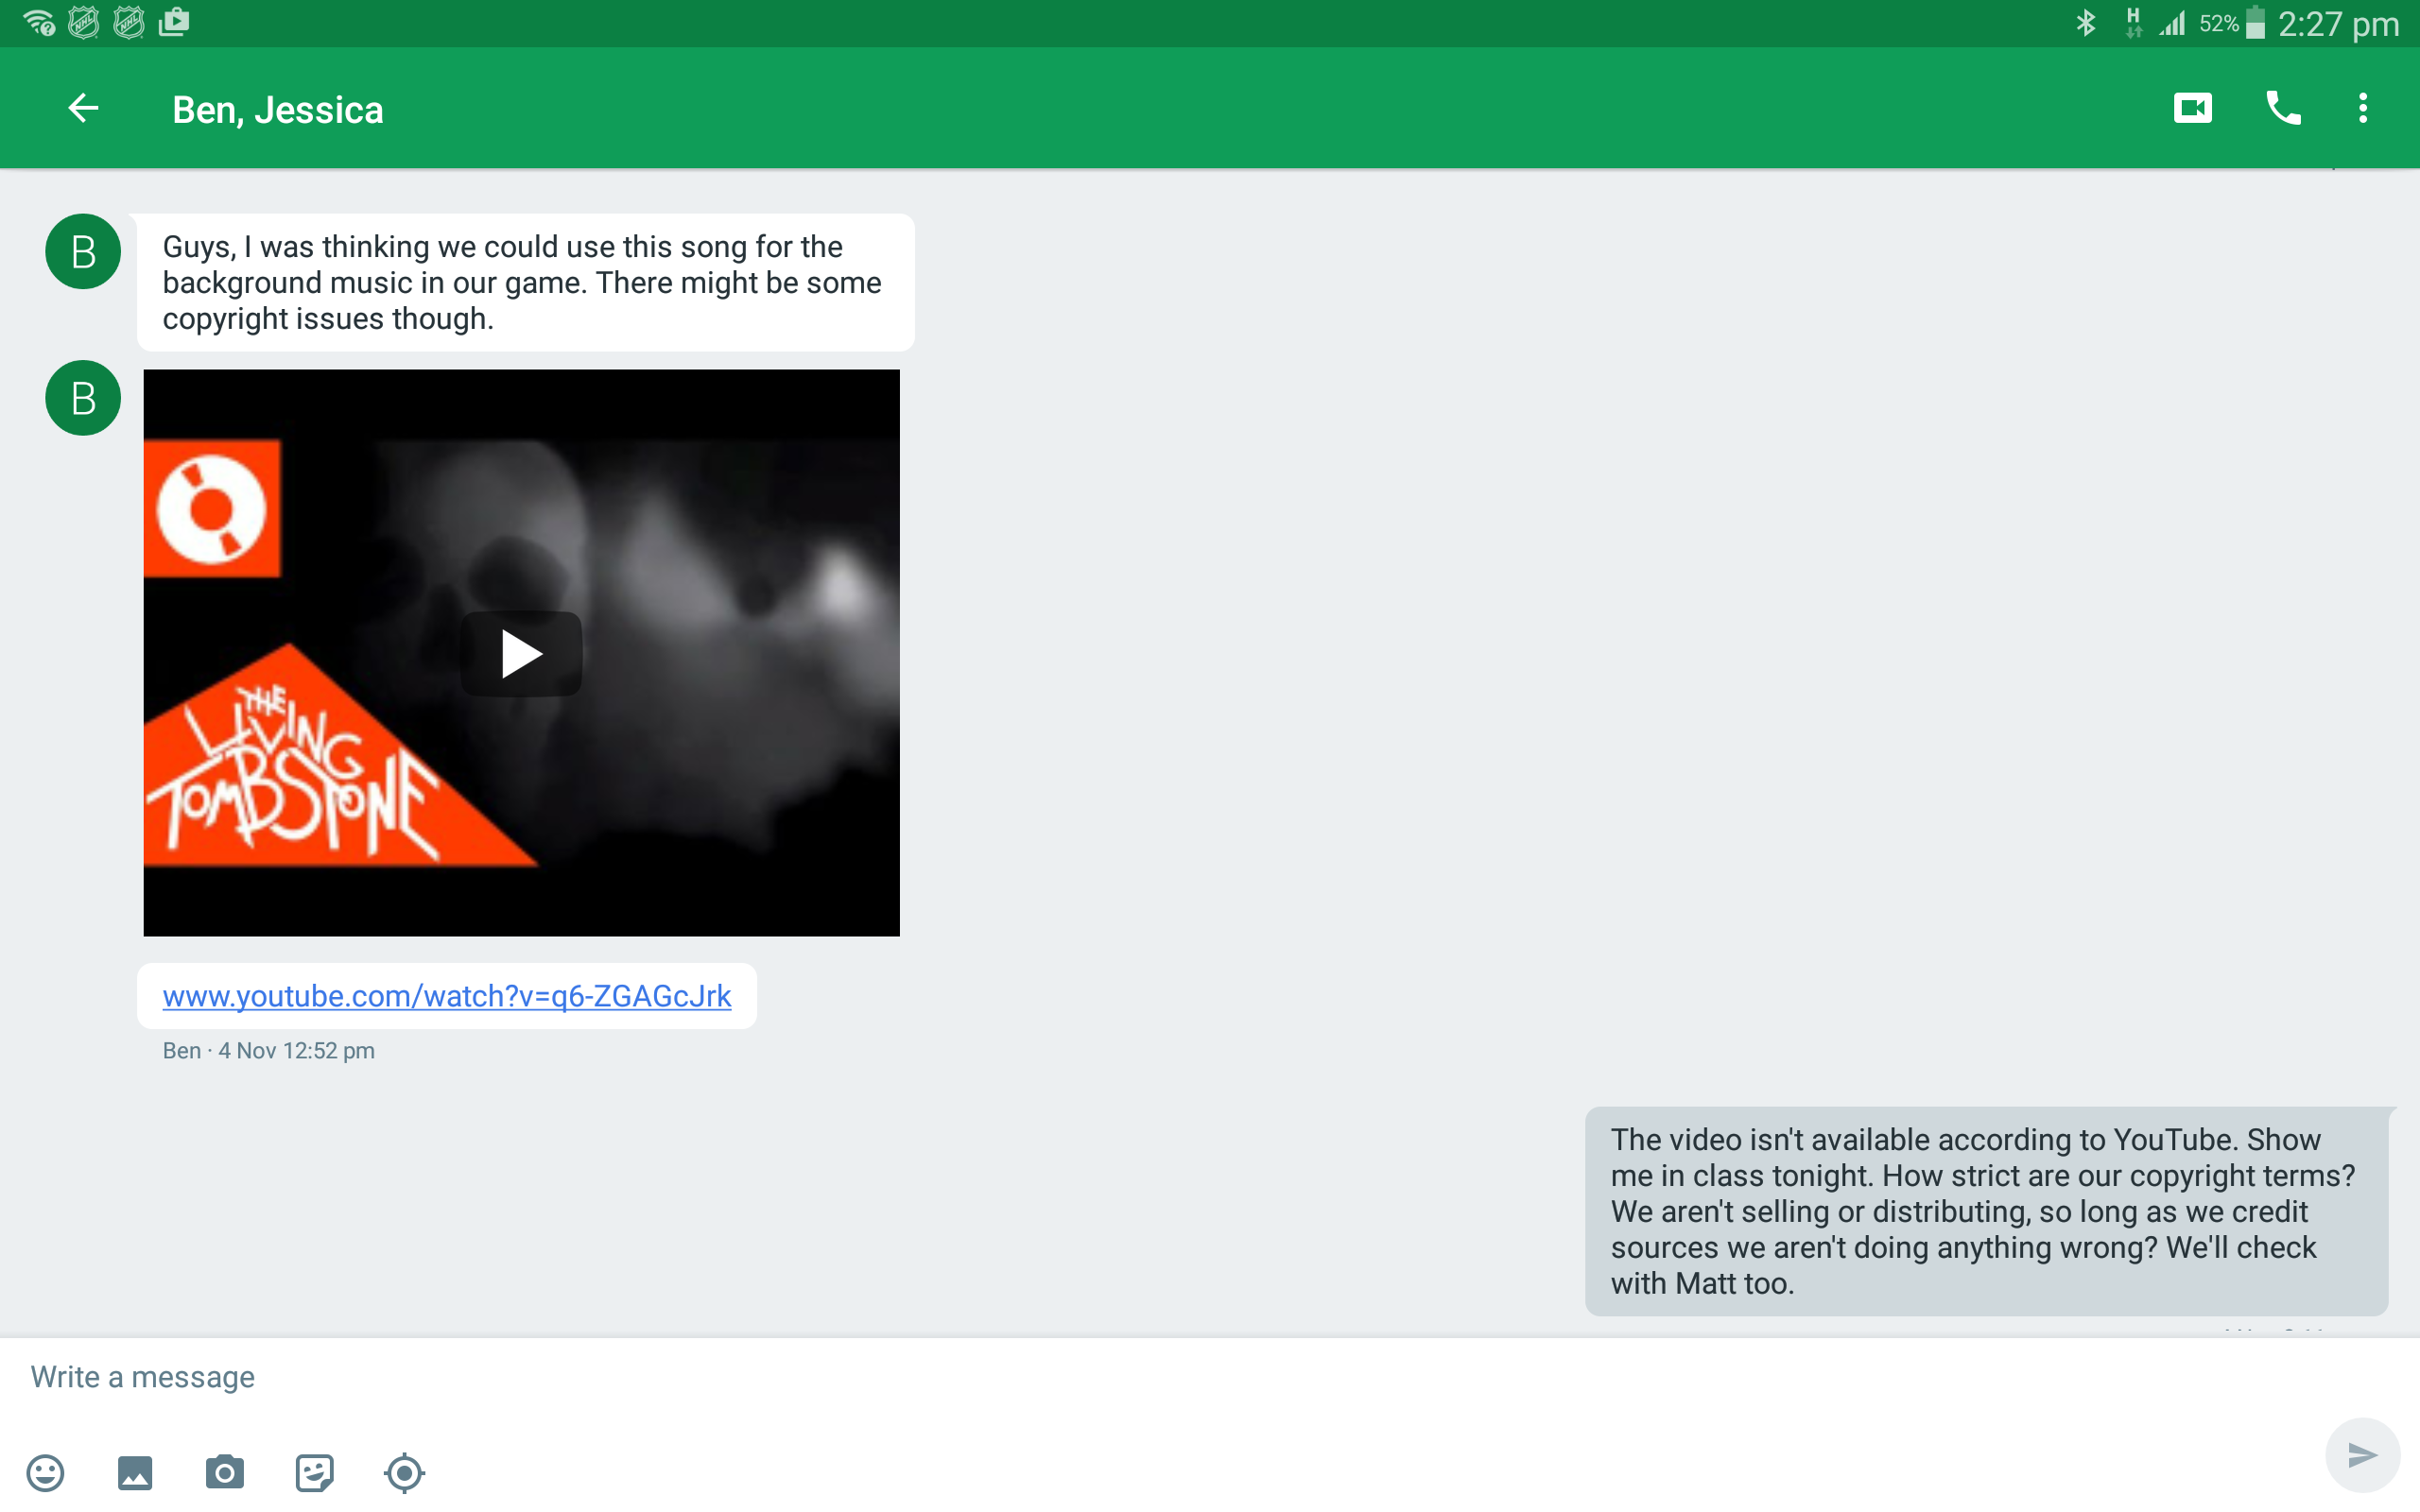 52% 2:27 pm
Ben, Jessica
B
Guys, I was thinking we could use this song for the
background music in our game. There might be some
copyright issues though.
B
THE
LIVING
TOMBSTONE
www.youtube.com/watch?v=q6-ZGAGcJrk
Ben · 4 Nov 12:52 pm
The video isn't available according to YouTube. Show
me in class tonight. How strict are our copyright terms?
We aren't selling or distributing, so long as we credit
sources we aren't doing anything wrong? We'll check
with Matt too.
Write a message